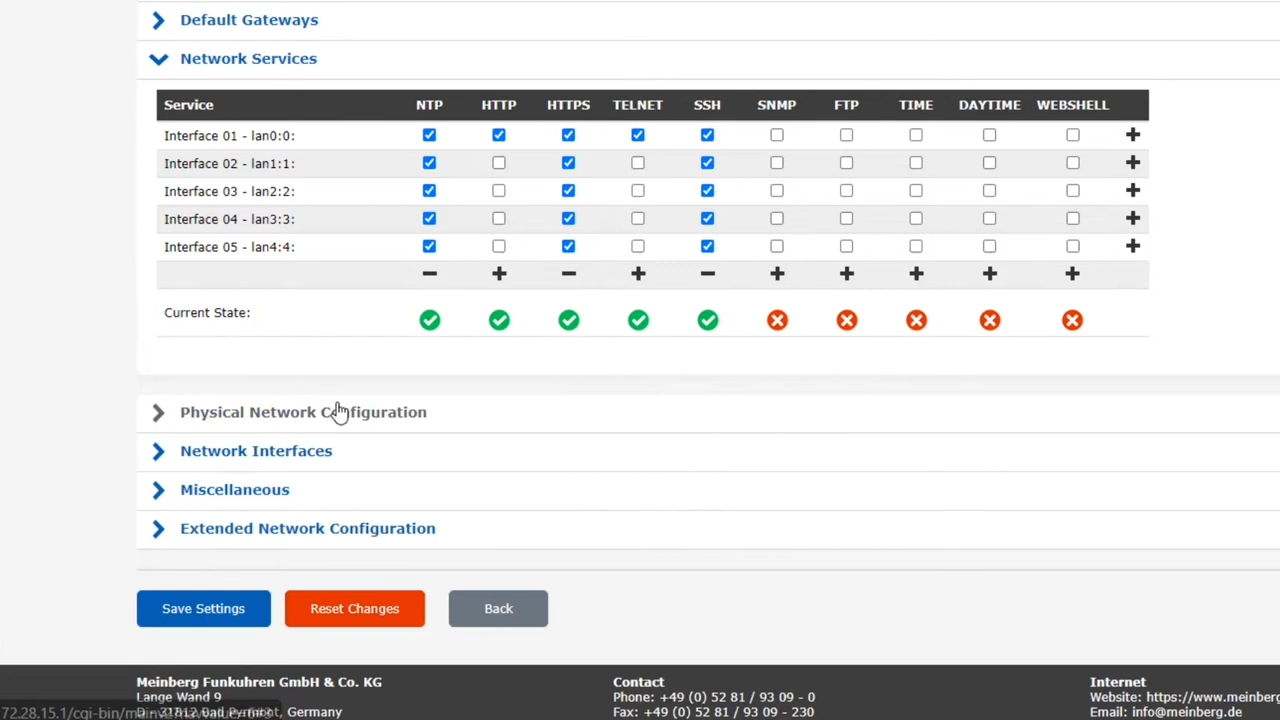 Default Gateways
Network Services
Service NTP HTTP HTTPS TELNET SSH SNMP FTP TIME DAYTIME WEBSHELL
Interface 01 - lan0:0:
Interface 02 - lan1:1:
Interface 03 - lan2:2:
Interface 04 - lan3:3:
Interface 05 - lan4:4:
Current State:
Physical Network Configuration
Network Interfaces
Miscellaneous
Extended Network Configuration
Save Settings Reset Changes Back
Meinberg Funkuhren GmbH & Co. KG Contact Internet
Lange Wand 9 Phone: +49 (0) 52 81 / 93 09 - 0 Website: https://www.meinberg
Germany Fax: +49 (0) 52 81 / 93 09 - 230 Email: info@meinberg.de